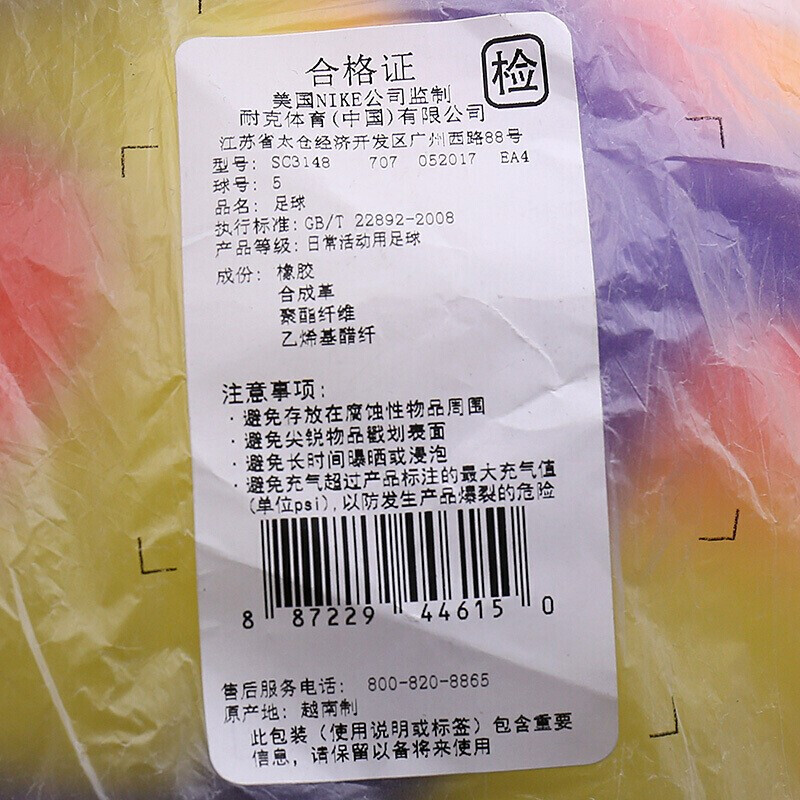 合格证
检
美国NIKE公司监制
耐克体育(中国)有限公司
江苏省太仓经济开发区广州西路88号
型号: SC3148 707 052017 EA4
球号: 5
品名: 足球
执行标准: GB/T 22892-2008
产品等级: 日常活动用足球
成份: 橡胶
合成革
聚酯纤维
乙烯基醋纤
注意事项:
· 避免存放在腐蚀性物品周围
· 避免尖锐物品戳划表面
· 避免长时间曝晒或浸泡
· 避免充气超过产品标注的最大充气值
(单位psi), 以防发生产品爆裂的危险
8 87229 44615 0
售后服务电话: 800-820-8865
原产地: 越南制
此包装 (使用说明或标签) 包含重要
信息, 请保留以备将来使用